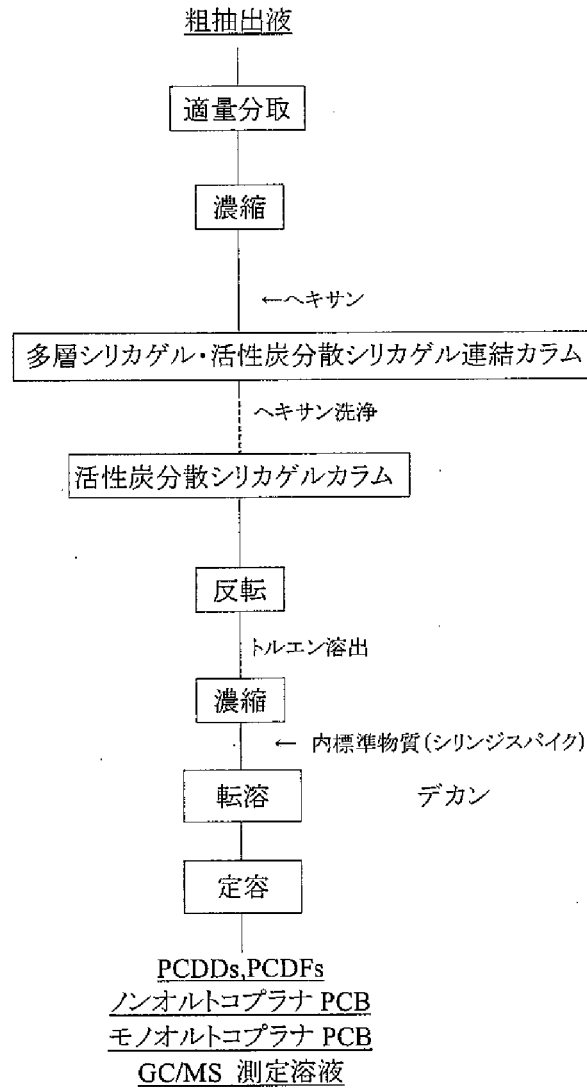 粗抽出液
適量分取
濃縮
←ヘキサン
多層シリカゲル・活性炭分散シリカゲル連結カラム
ヘキサン洗浄
活性炭分散シリカゲルカラム
反転
トルエン溶出
濃縮
← 内標準物質(シリンジスパイク)
転溶 デカン
定容
PCDDs,PCDFs
ノンオルトコプラナ PCB
モノオルトコプラナ PCB
GC/MS 測定溶液